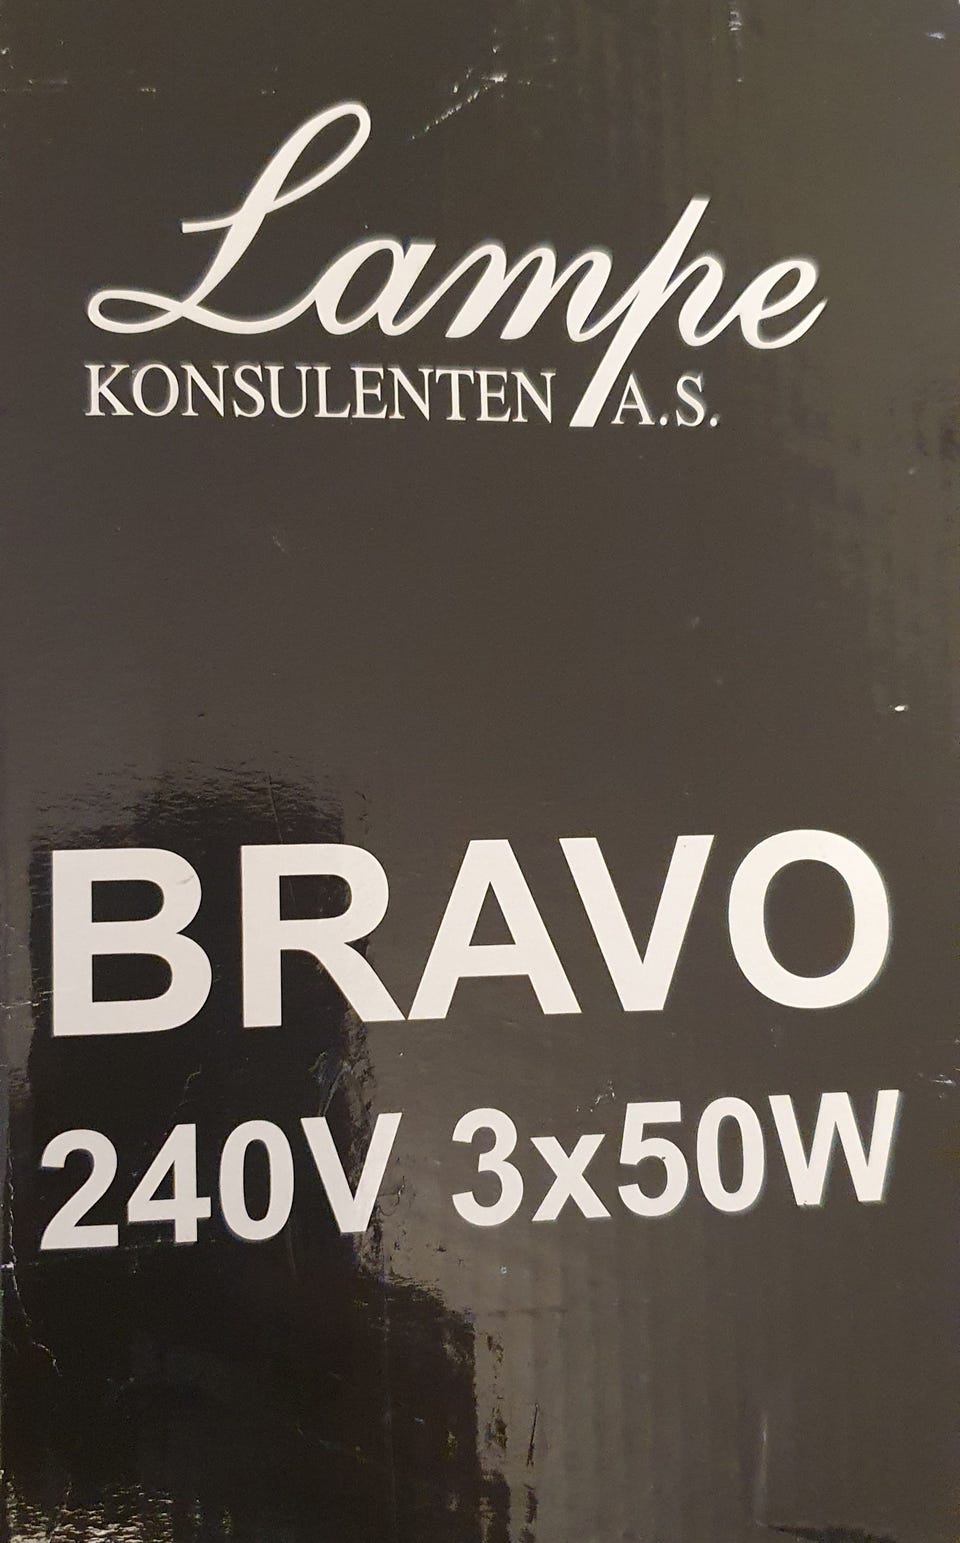 Lampe
KONSULENTEN A.S.
BRAVO
240V 3x50W